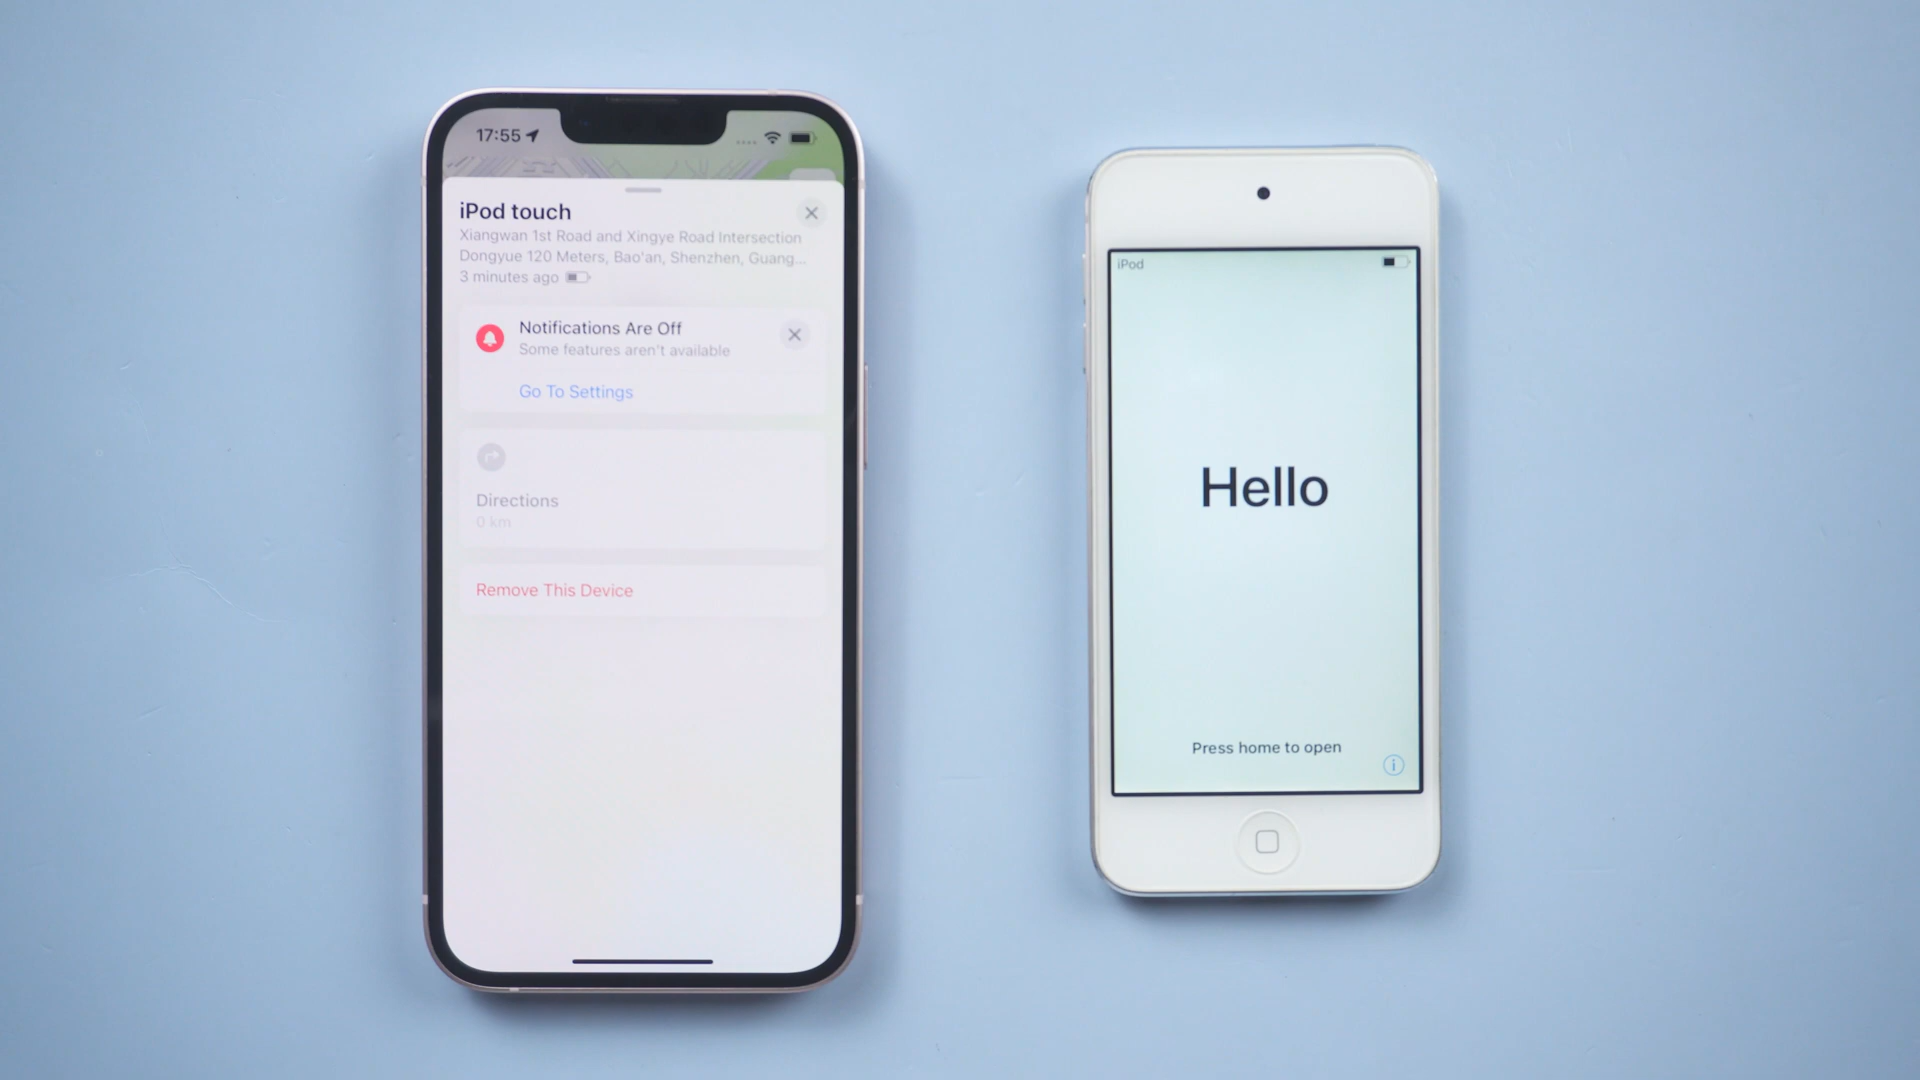 17:55
iPod touch
Xiangwan 1st Road and Xingye Road Intersection
Dongyue 120 Meters, Bao'an, Shenzhen, Guang...
3 minutes ago
Notifications Are Off
Some features aren't available
Go To Settings
Directions
0 km
Remove This Device
iPod
Hello
Press home to open